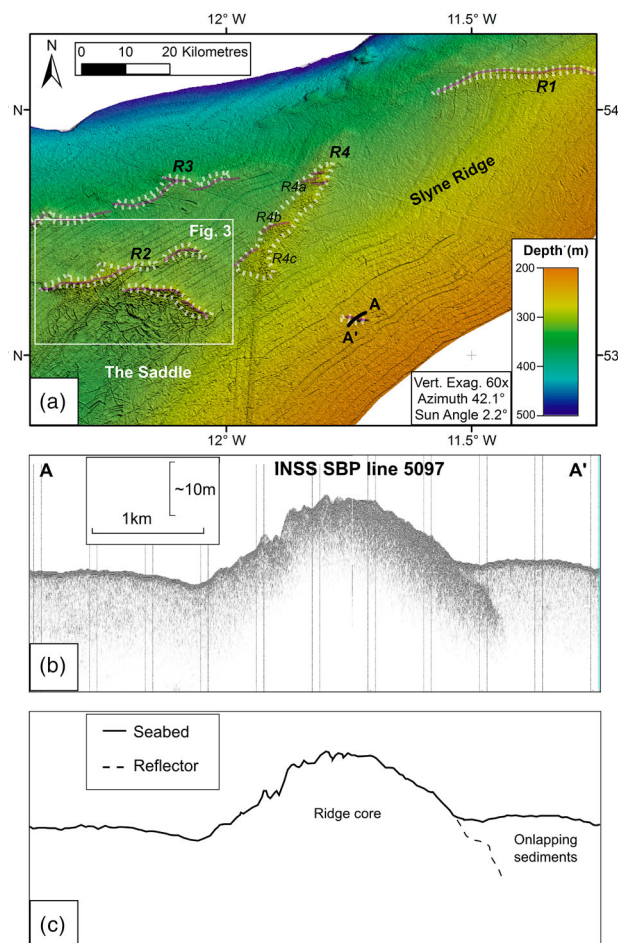 12° W
11.5° W
N
0 10 20 Kilometres
R1
N
54
R3
R4
R4a
Slyne Ridge
R4b
Fig. 3
R2
R4c
Depth (m)
200
A
300
A'
N
53
The Saddle
400
Vert. Exag. 60x
Azimuth 42.1°
Sun Angle 2.2°
500
(a)
12° W
11.5° W
A
INSS SBP line 5097
A'
~10m
1km
(b)
Seabed
Reflector
Ridge core
Onlapping
sediments
(c)